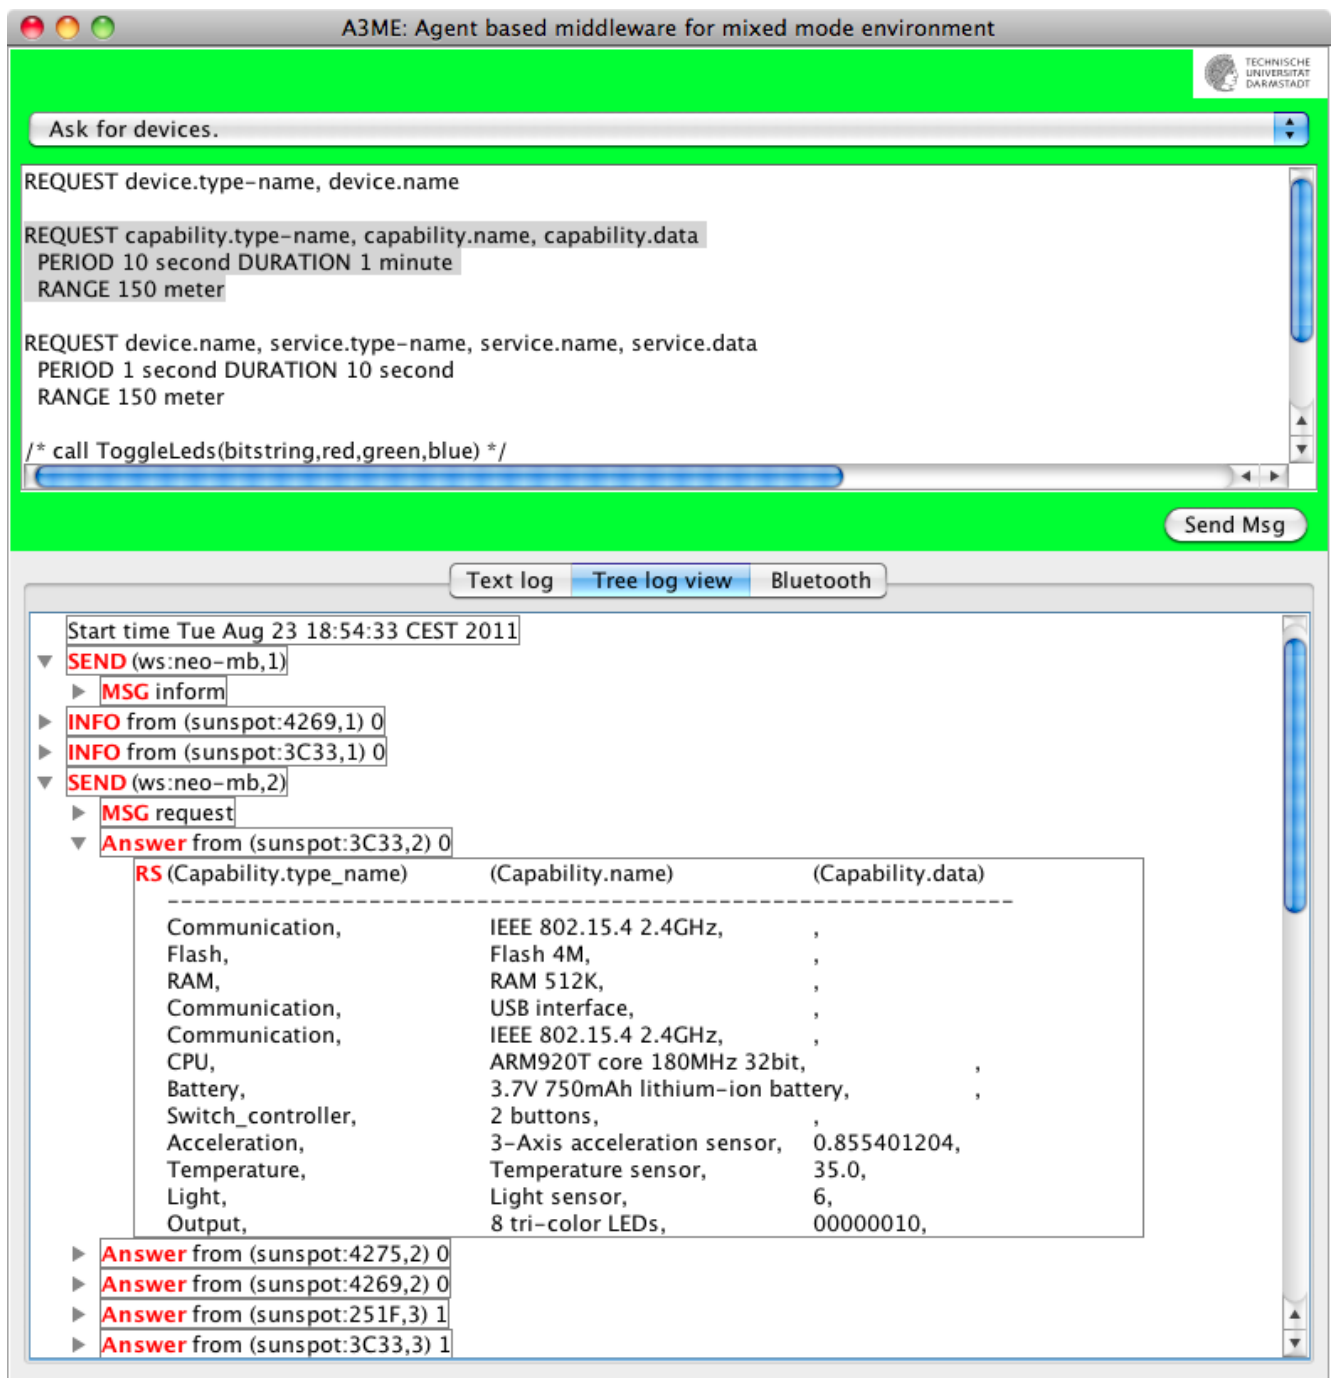 A3ME: Agent based middleware for mixed mode environment
TECHNISCHE
UNIVERSITÄT
DARMSTADT
Ask for devices.
REQUEST device.type-name, device.name
REQUEST capability.type-name, capability.name, capability.data
PERIOD 10 second DURATION 1 minute
RANGE 150 meter
REQUEST device.name, service.type-name, service.name, service.data
PERIOD 1 second DURATION 10 second
RANGE 150 meter
/* call ToggleLeds(bitstring,red,green,blue) */
Send Msg
Text log Tree log view Bluetooth
Start time Tue Aug 23 18:54:33 CEST 2011
SEND (ws:neo-mb,1)
MSG inform
INFO from (sunspot:4269,1) 0
INFO from (sunspot:3C33,1) 0
SEND (ws:neo-mb,2)
MSG request
Answer from (sunspot:3C33,2) 0
RS (Capability.type_name) (Capability.name) (Capability.data)
---------------------------------------------------------------
Communication, IEEE 802.15.4 2.4GHz, ,
Flash, Flash 4M, ,
RAM, RAM 512K, ,
Communication, USB interface, ,
Communication, IEEE 802.15.4 2.4GHz, ,
CPU, ARM920T core 180MHz 32bit, ,
Battery, 3.7V 750mAh lithium-ion battery, ,
Switch_controller, 2 buttons, ,
Acceleration, 3-Axis acceleration sensor, 0.855401204,
Temperature, Temperature sensor, 35.0,
Light, Light sensor, 6,
Output, 8 tri-color LEDs, 00000010,
Answer from (sunspot:4275,2) 0
Answer from (sunspot:4269,2) 0
Answer from (sunspot:251F,3) 1
Answer from (sunspot:3C33,3) 1